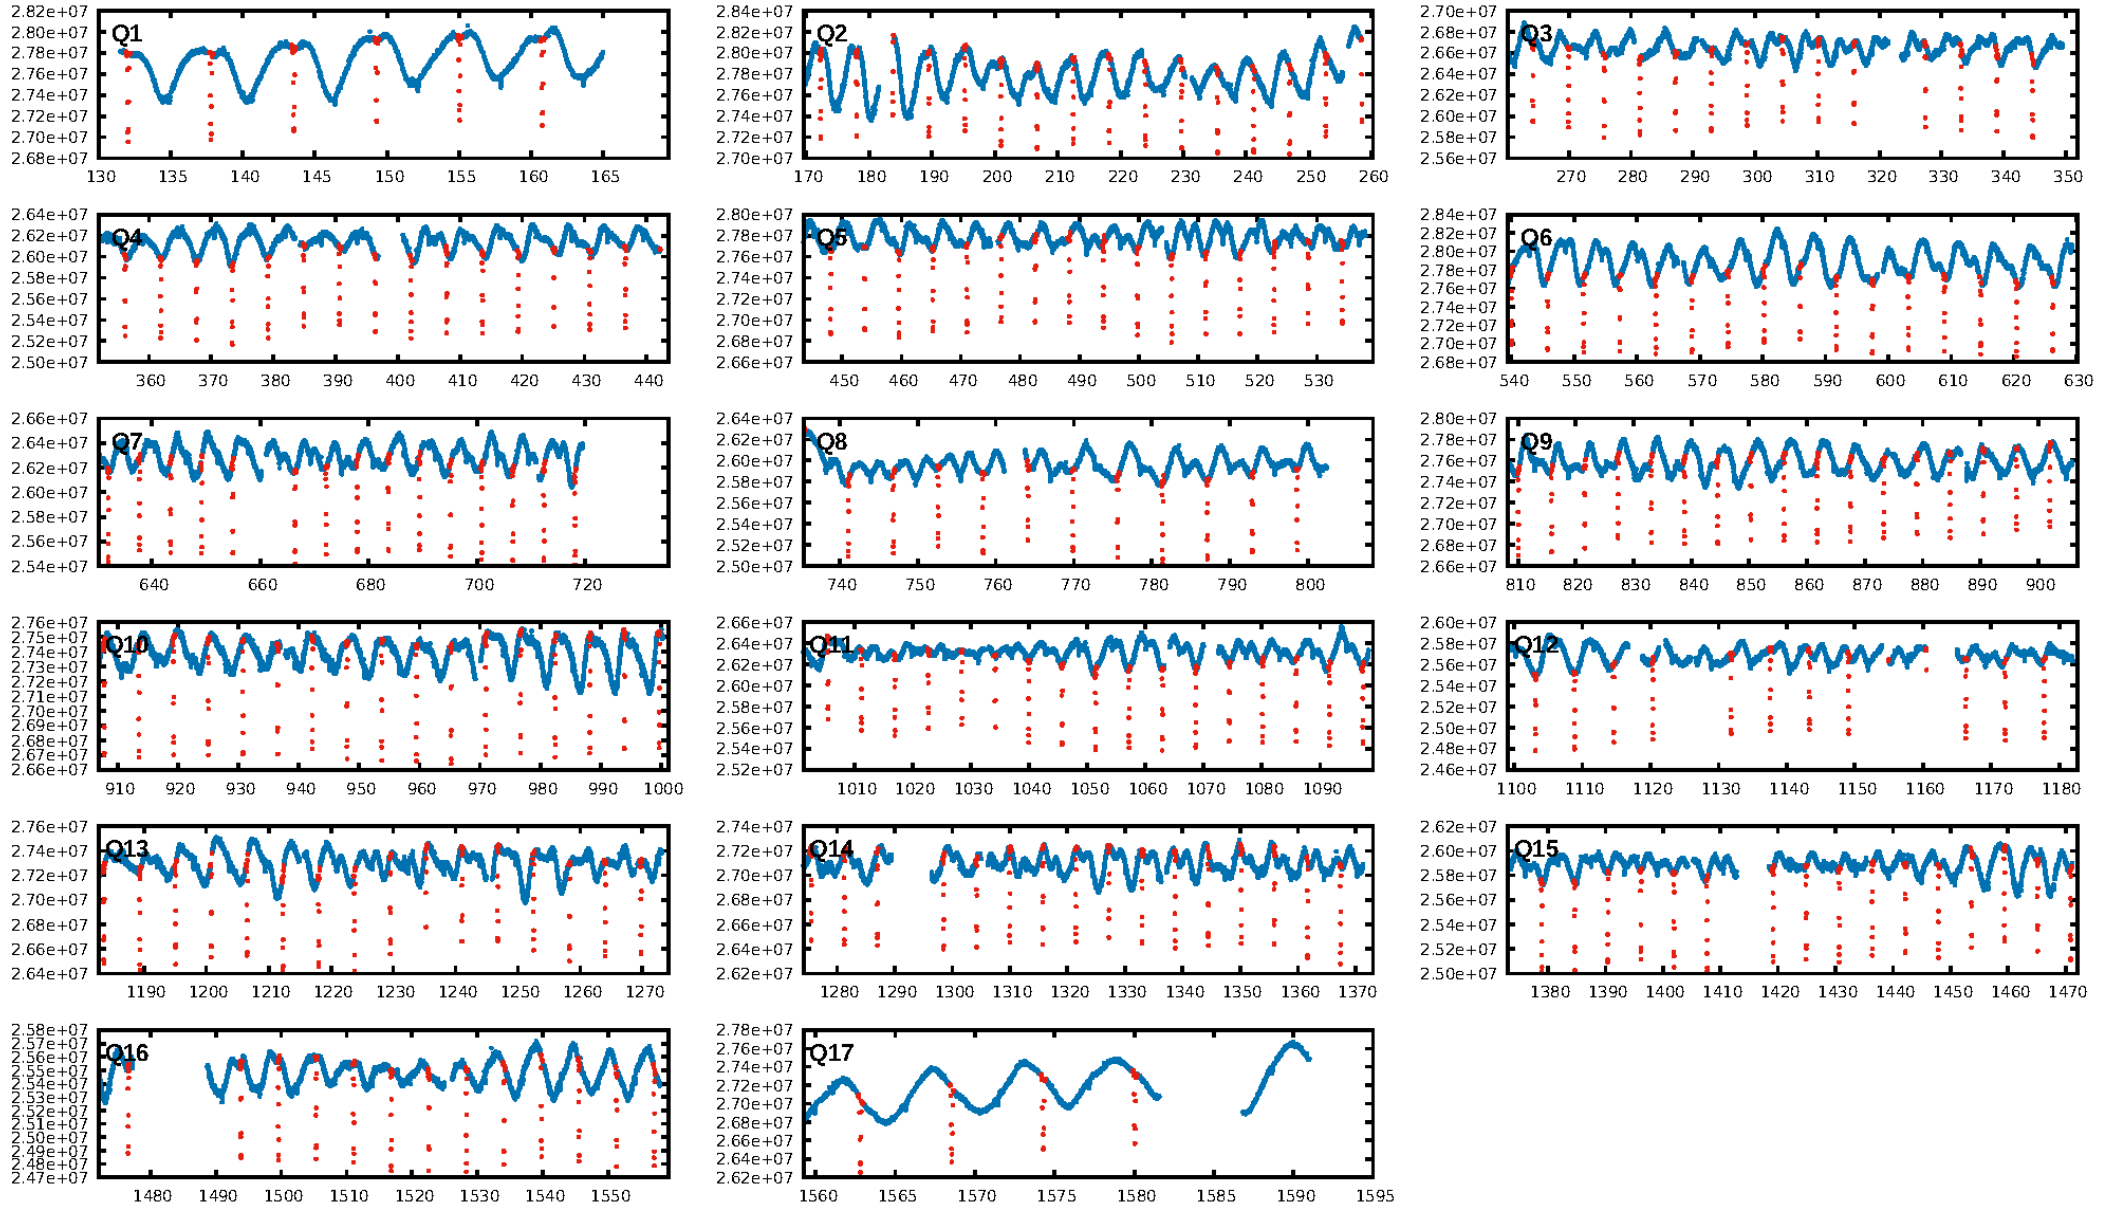 2.82e+07
2.80e+07
2.78e+07
2.76e+07
2.74e+07
2.72e+07
2.70e+07
2.68e+07
Q1
130 135 140 145 150 155 160 165
2.84e+07
2.82e+07
2.80e+07
2.78e+07
2.76e+07
2.74e+07
2.72e+07
2.70e+07
Q2
170 180 190 200 210 220 230 240 250 260
2.70e+07
2.68e+07
2.66e+07
2.64e+07
2.62e+07
2.60e+07
2.58e+07
2.56e+07
Q3
270 280 290 300 310 320 330 340 350
2.64e+07
2.62e+07
2.60e+07
2.58e+07
2.56e+07
2.54e+07
2.52e+07
2.50e+07
Q4
360 370 380 390 400 410 420 430 440
2.80e+07
2.78e+07
2.76e+07
2.74e+07
2.72e+07
2.70e+07
2.68e+07
2.66e+07
Q5
450 460 470 480 490 500 510 520 530
2.84e+07
2.82e+07
2.80e+07
2.78e+07
2.76e+07
2.74e+07
2.72e+07
2.70e+07
2.68e+07
Q6
540 550 560 570 580 590 600 610 620 630
2.66e+07
2.64e+07
2.62e+07
2.60e+07
2.58e+07
2.56e+07
2.54e+07
Q7
640 660 680 700 720
2.64e+07
2.62e+07
2.60e+07
2.58e+07
2.56e+07
2.54e+07
2.52e+07
2.50e+07
Q8
740 750 760 770 780 790 800
2.80e+07
2.78e+07
2.76e+07
2.74e+07
2.72e+07
2.70e+07
2.68e+07
2.66e+07
Q9
810 820 830 840 850 860 870 880 890 900
2.76e+07
2.75e+07
2.74e+07
2.73e+07
2.72e+07
2.71e+07
2.70e+07
2.69e+07
2.68e+07
2.67e+07
2.66e+07
Q10
910 920 930 940 950 960 970 980 990 1000
2.66e+07
2.64e+07
2.62e+07
2.60e+07
2.58e+07
2.56e+07
2.54e+07
2.52e+07
Q11
1010 1020 1030 1040 1050 1060 1070 1080 1090
2.60e+07
2.58e+07
2.56e+07
2.54e+07
2.52e+07
2.50e+07
2.48e+07
2.46e+07
Q12
1100 1110 1120 1130 1140 1150 1160 1170 1180
2.76e+07
2.74e+07
2.72e+07
2.70e+07
2.68e+07
2.66e+07
2.64e+07
Q13
1190 1200 1210 1220 1230 1240 1250 1260 1270
2.74e+07
2.72e+07
2.70e+07
2.68e+07
2.66e+07
2.64e+07
2.62e+07
Q14
1280 1290 1300 1310 1320 1330 1340 1350 1360 1370
2.62e+07
2.60e+07
2.58e+07
2.56e+07
2.54e+07
2.52e+07
2.50e+07
Q15
1380 1390 1400 1410 1420 1430 1440 1450 1460 1470
2.58e+07
2.57e+07
2.56e+07
2.55e+07
2.54e+07
2.53e+07
2.52e+07
2.51e+07
2.50e+07
2.49e+07
2.48e+07
2.47e+07
Q16
1480 1490 1500 1510 1520 1530 1540 1550
2.78e+07
2.76e+07
2.74e+07
2.72e+07
2.70e+07
2.68e+07
2.66e+07
2.64e+07
2.62e+07
Q17
1560 1565 1570 1575 1580 1585 1590 1595